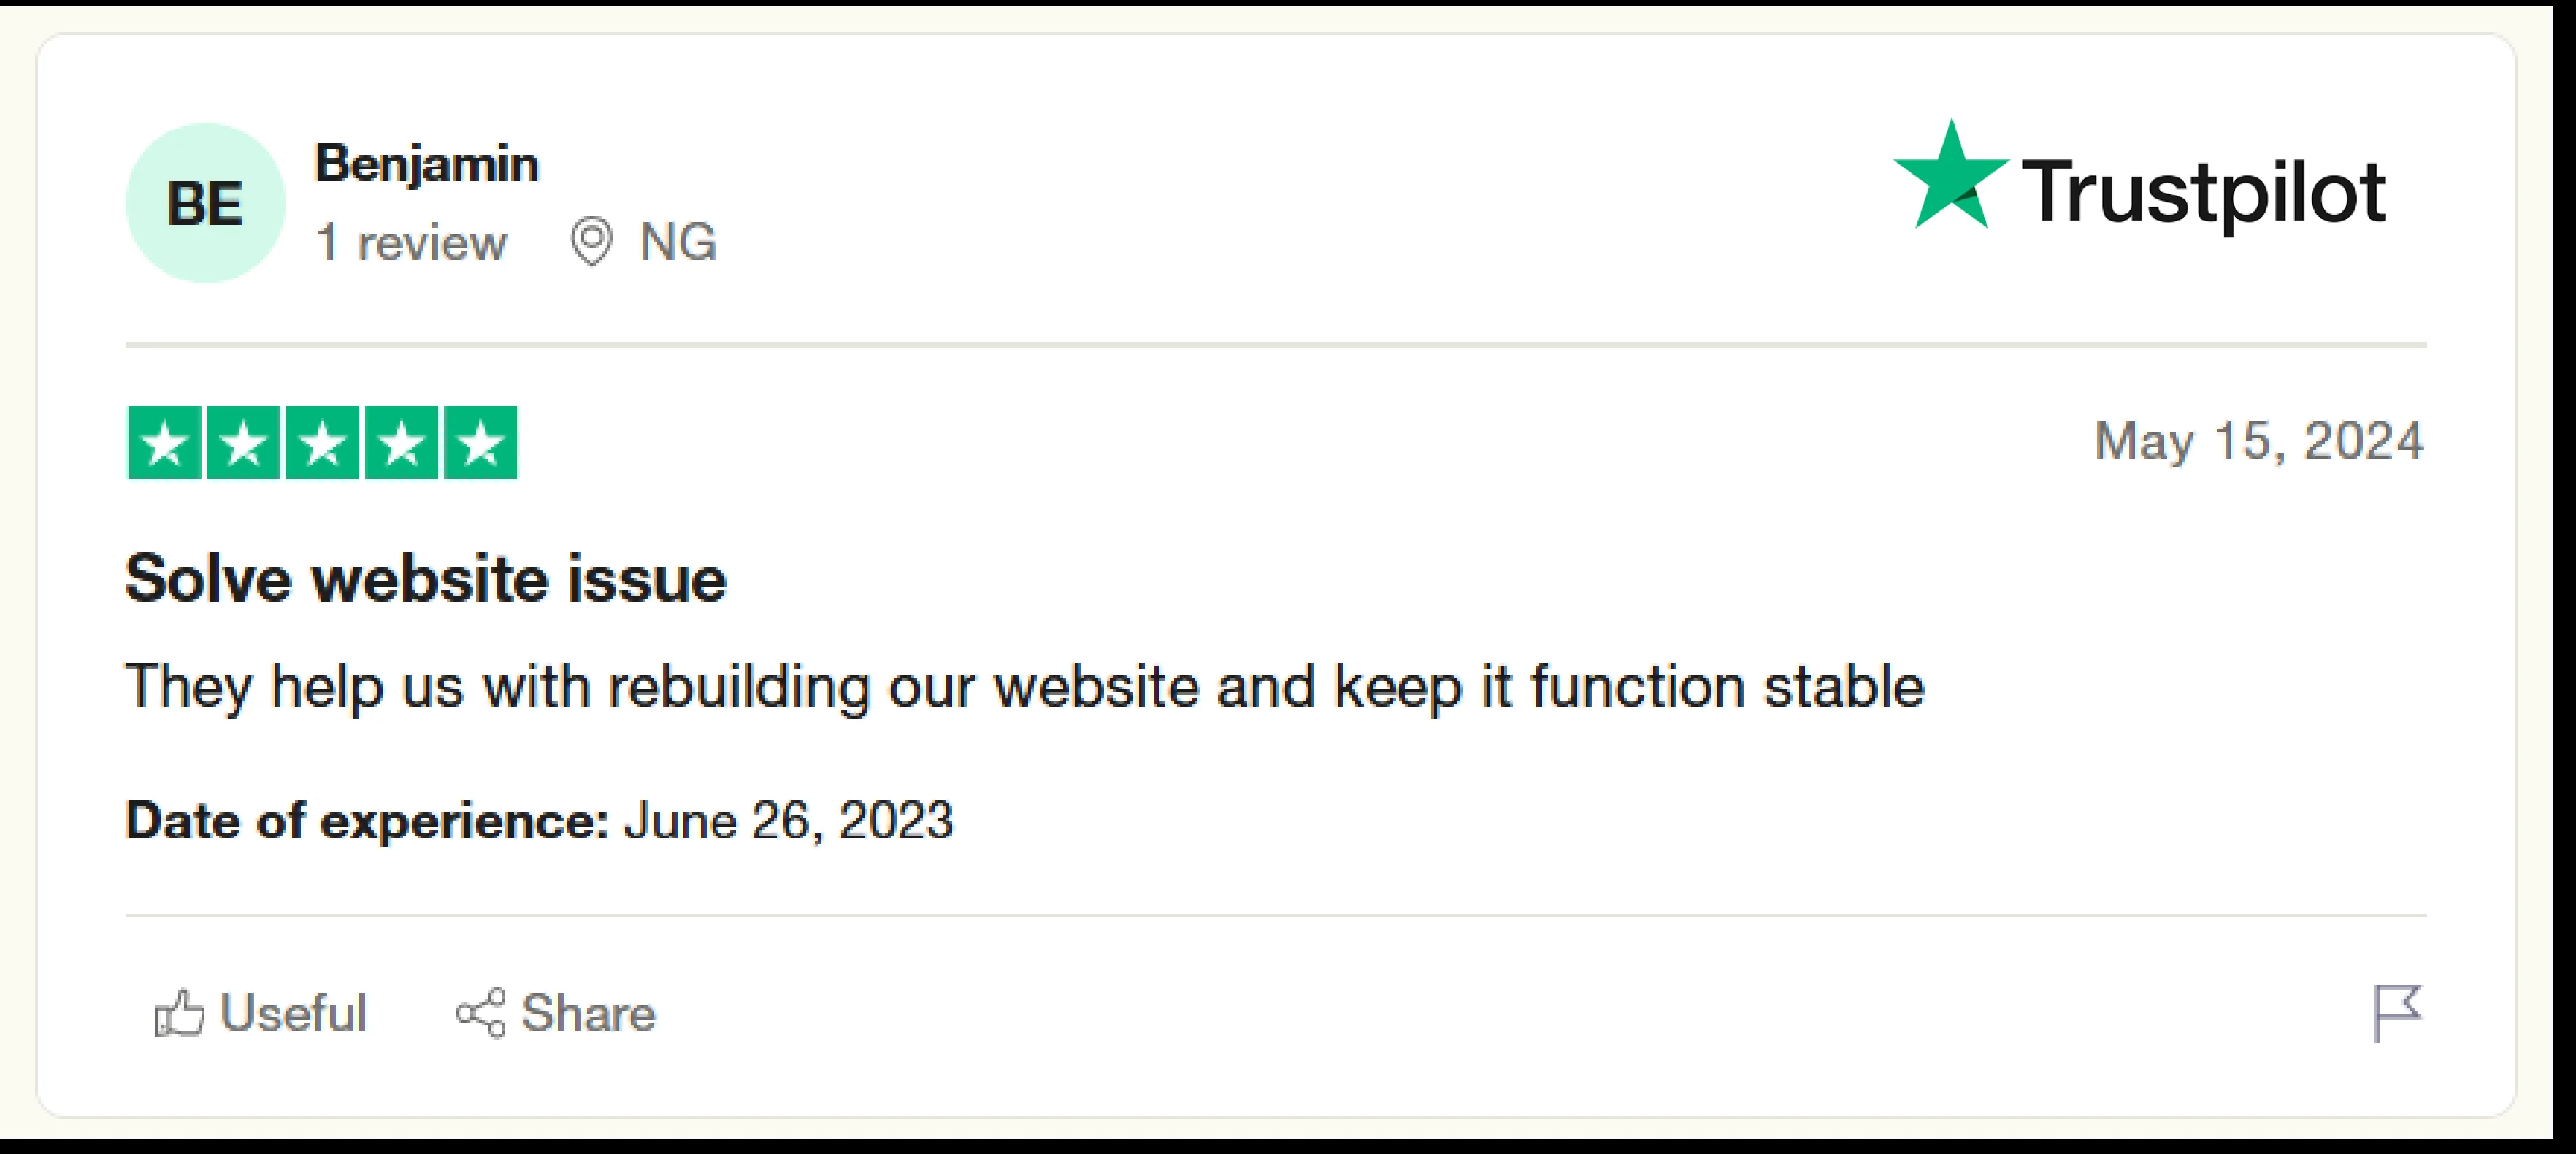 BE
Benjamin
1 review NG
Trustpilot
May 15, 2024
Solve website issue
They help us with rebuilding our website and keep it function stable
Date of experience: June 26, 2023
Useful Share